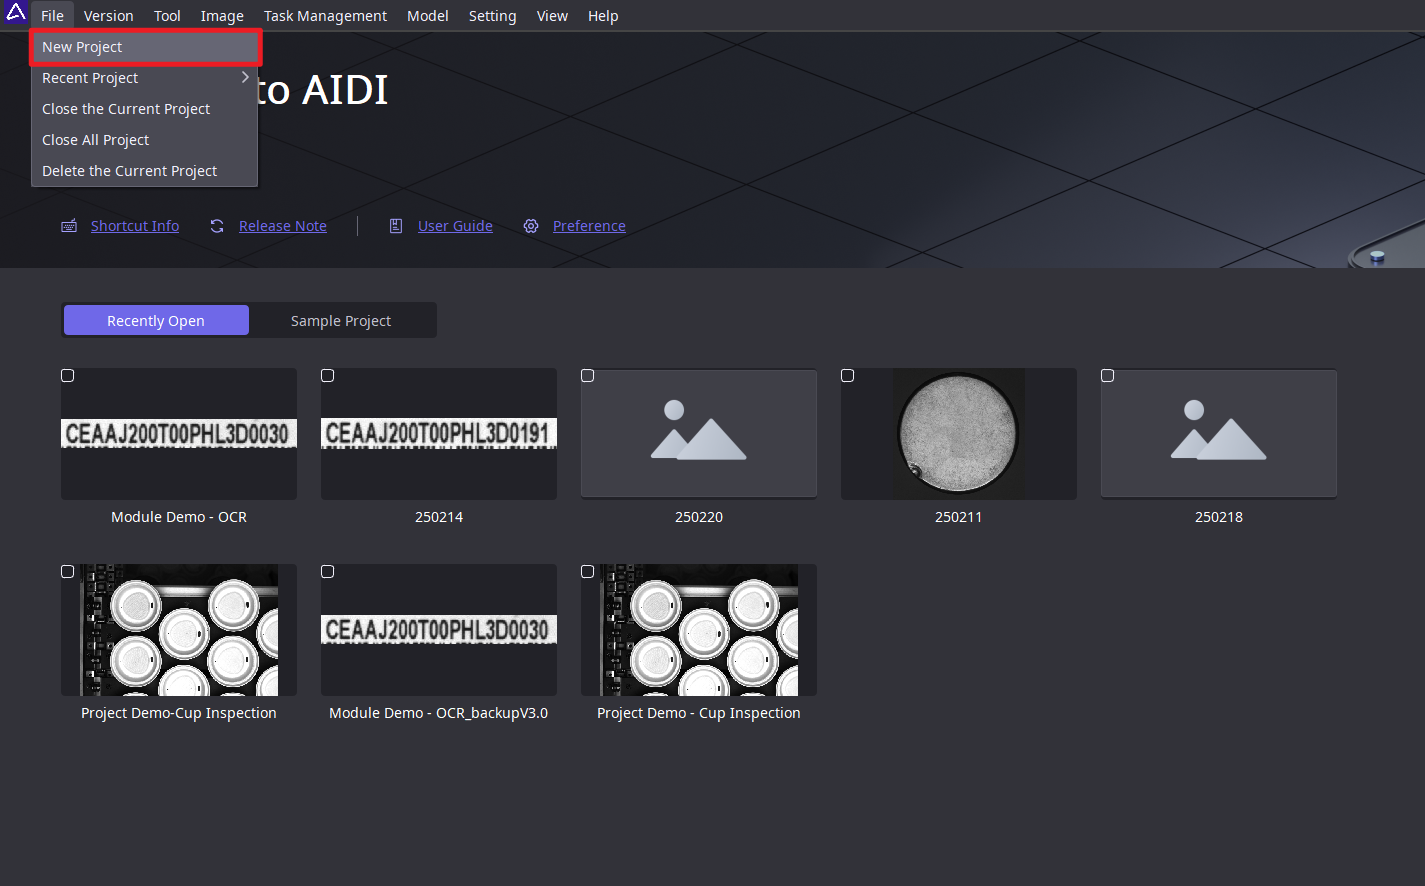 File Version Tool Image Task Management Model Setting View Help
New Project
Recent Project
Close the Current Project
Close All Project
Delete the Current Project
to AIDI
Shortcut Info Release Note User Guide Preference
Recently Open Sample Project
CEAAJ200T00PHL3D0030 CEAAJ200T00PHL3D0191
Module Demo - OCR 250214 250220 250211 250218
CEAAJ200T00PHL3D0030
Project Demo-Cup Inspection Module Demo - OCR_backupV3.0 Project Demo - Cup Inspection